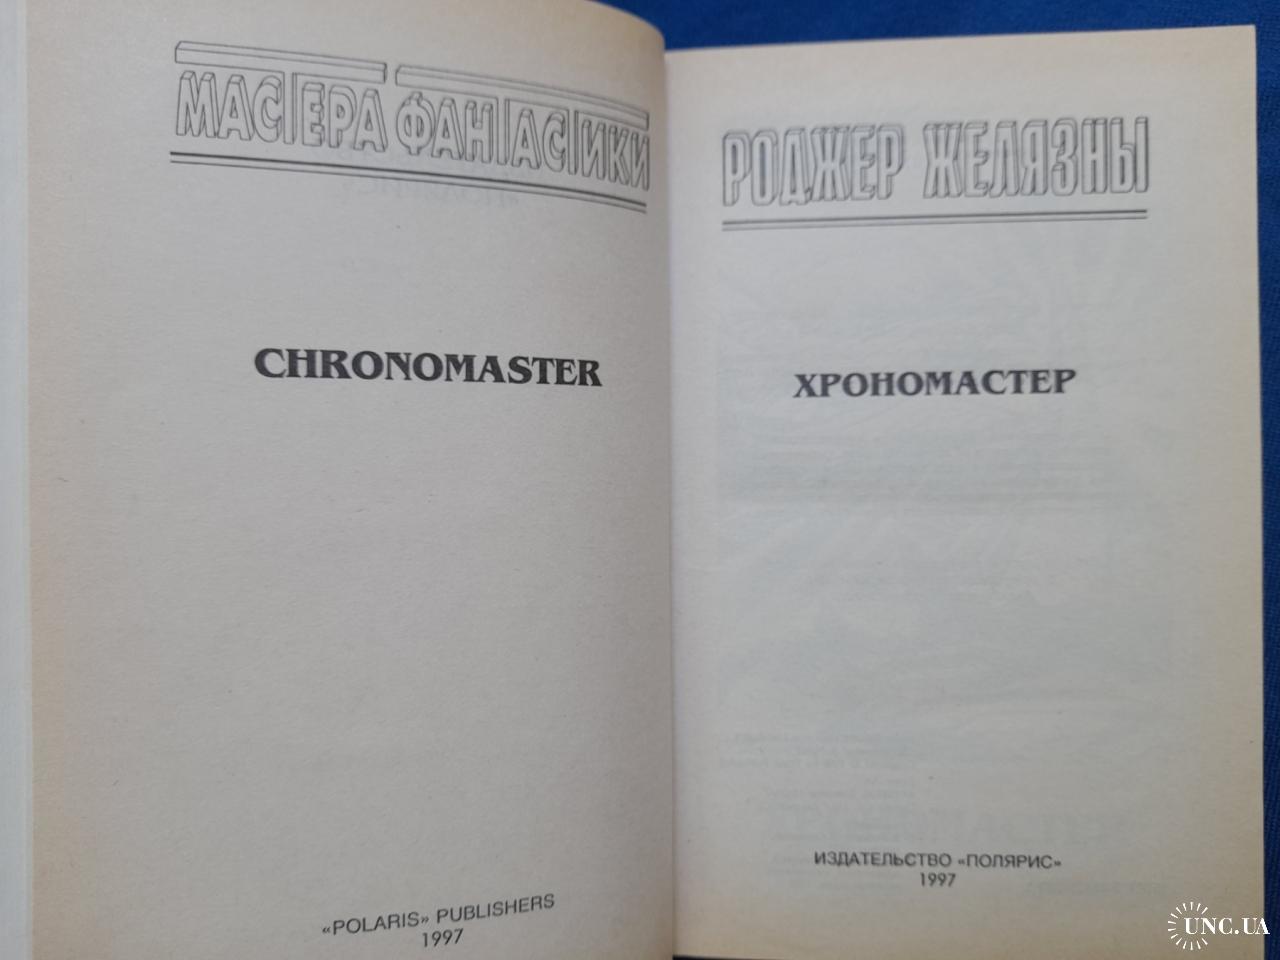 МАСТЕРА ФАНТАСТИКИ
CHRONOMASTER
«POLARIS» PUBLISHERS
1997
РОДЖЕР ЖЕЛЯЗНЫ
ХРОНОМАСТЕР
ИЗДАТЕЛЬСТВО «ПОЛЯРИС»
1997
UNC.UA